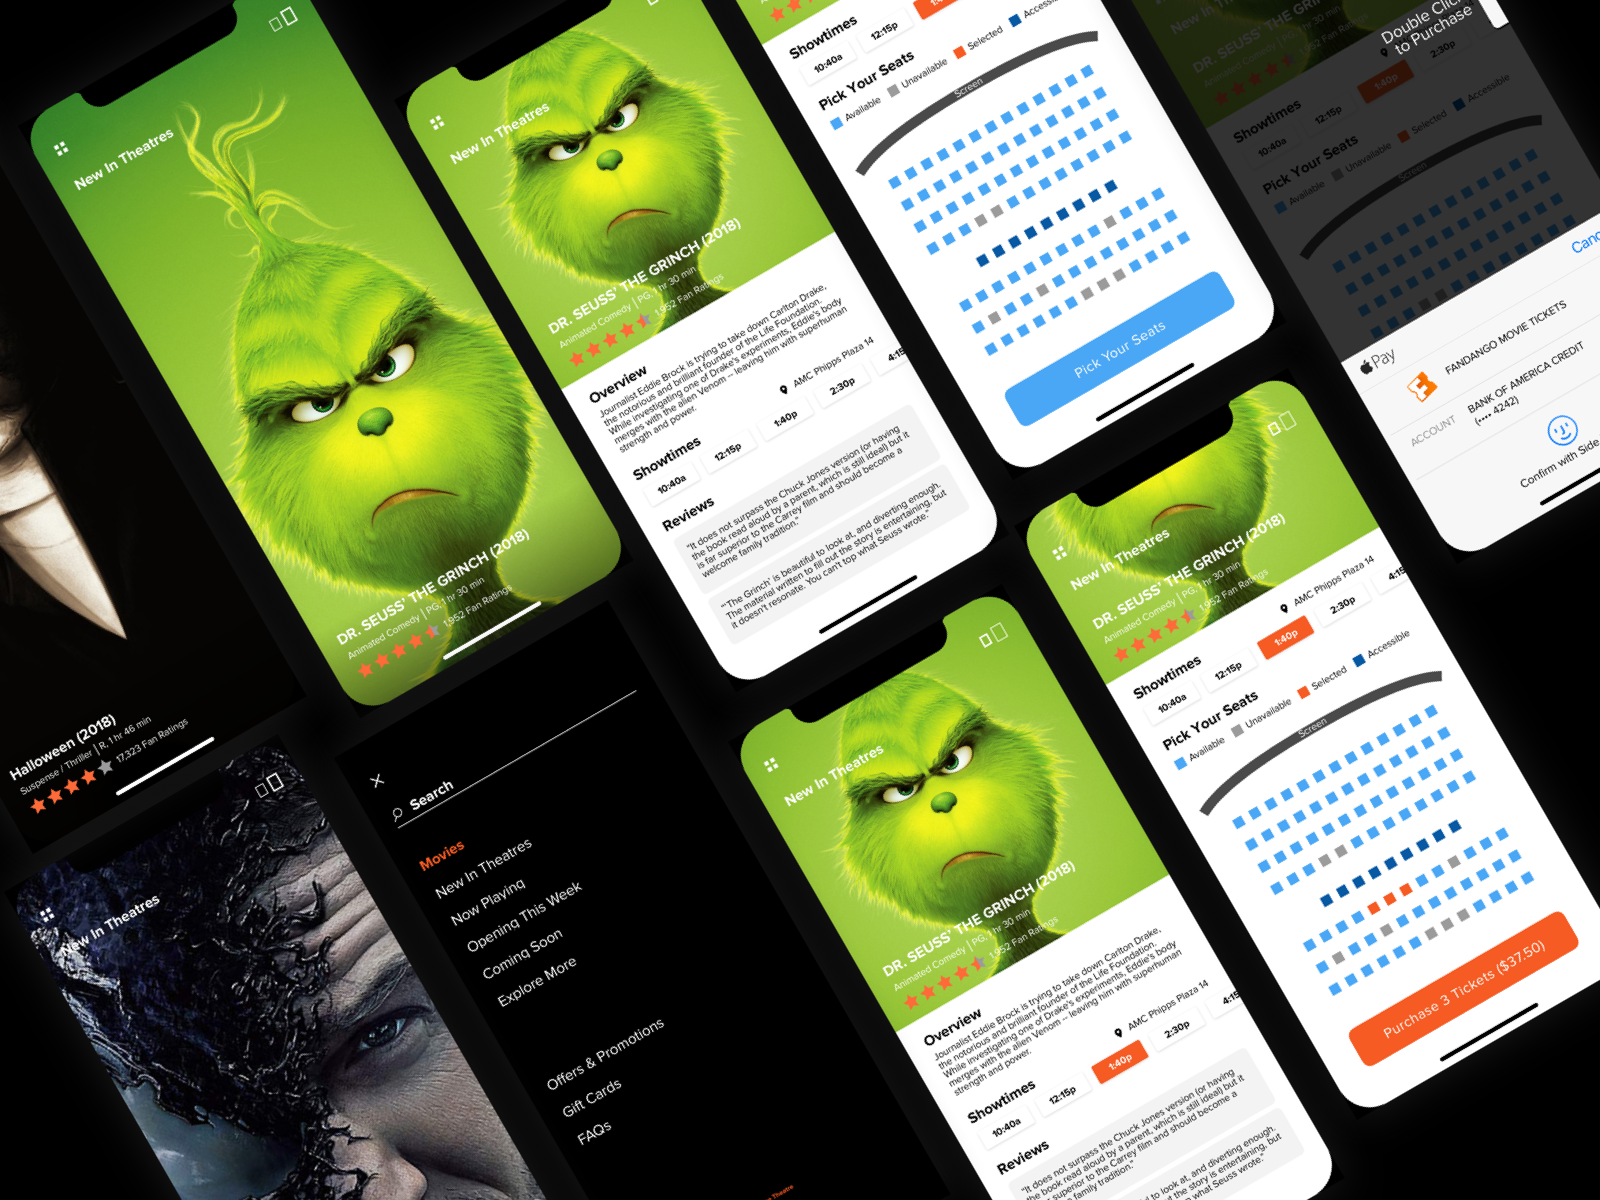 Halloween (2018)
Suspense / Thriller | R, 1 hr 46 min
17,323 Fan Ratings
New In Theatres
New In Theatres
DR. SEUSS' THE GRINCH (2018)
Animated Comedy | PG, 1 hr 30 min
1,952 Fan Ratings
Search
Movies
New In Theatres
Now Playing
Opening This Week
Coming Soon
Explore More
Offers & Promotions
Gift Cards
FAQs
New In Theatres
DR. SEUSS' THE GRINCH (2018)
Animated Comedy | PG, 1 hr 30 min
1,952 Fan Ratings
Overview
Journalist Eddie Brock is trying to take down Carlton Drake,
the notorious and brilliant founder of the Life Foundation.
While investigating one of Drake's experiments, Eddie's body
merges with the alien Venom -- leaving him with superhuman
strength and power.
Showtimes
AMC Phipps Plaza 14
10:40a
12:15p
1:40p
2:30p
4:15
Reviews
"It does not surpass the Chuck Jones version (or having
the book read aloud by a parent, which is still ideal) but it
is far superior to the Carrey film and should become a
welcome family tradition."
"'The Grinch' is beautiful to look at, and diverting enough.
The material written to fill out the story is entertaining, but
it doesn't resonate. You can't top what Seuss wrote."
New In Theatres
DR. SEUSS' THE GRINCH (2018)
Animated Comedy | PG, 1 hr 30 min
1,952 Fan Ratings
Overview
Journalist Eddie Brock is trying to take down Carlton Drake,
the notorious and brilliant founder of the Life Foundation.
While investigating one of Drake's experiments, Eddie's body
merges with the alien Venom -- leaving him with superhuman
strength and power.
Showtimes
AMC Phipps Plaza 14
10:40a
12:15p
1:40p
2:30p
4:15
Reviews
"It does not surpass the Chuck Jones version (or having
the book read aloud by a parent, which is still ideal) but it
is far superior to the Carrey film and should become a
welcome family tradition."
is beautiful to look at, and diverting enough.
written to fill out the story is entertaining, but
what Seuss wrote."
Showtimes
10:40a
12:15p
Pick Your Seats
Available
Unavailable
Selected
Screen
Pick Your Seats
New In Theatres
DR. SEUSS' THE GRINCH (2018)
Animated Comedy | PG, 1 hr 30 min
1,952 Fan Ratings
Showtimes
AMC Phipps Plaza 14
10:40a
12:15p
1:40p
2:30p
4:15
Pick Your Seats
Available
Unavailable
Selected
Accessible
Screen
Purchase 3 Tickets ($37.50)
New In Theatres
Double
to Purchase
Showtimes
10:40a
12:15p
1:40p
2:30p
Pick Your Seats
Available
Unavailable
Selected
Accessible
Screen
Pay
FANDANGO MOVIE TICKETS
ACCOUNT
BANK OF AMERICA CREDIT
(•••• 4242)
Confirm with Side